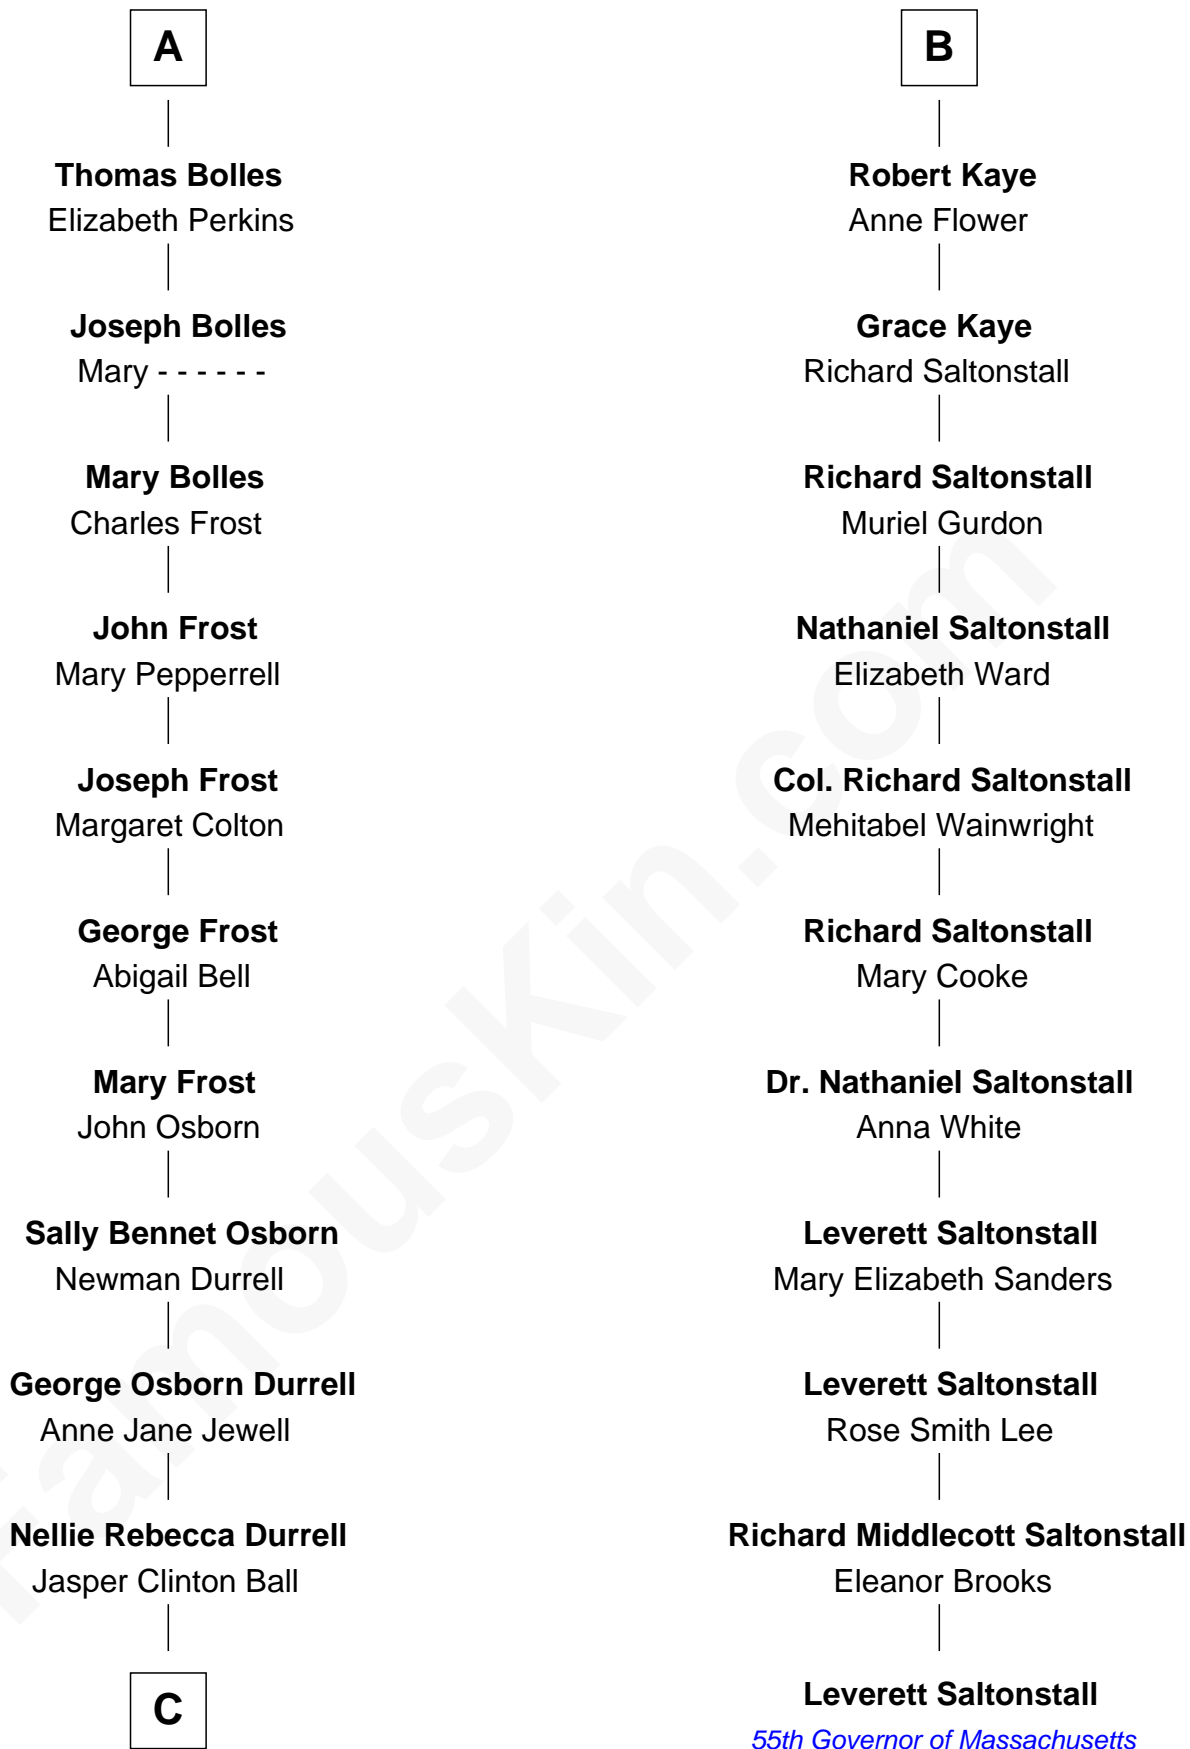 A
Thomas Bolles
Elizabeth Perkins
Joseph Bolles
Mary - - - - - -
Mary Bolles
Charles Frost
John Frost
Mary Pepperrell
Joseph Frost
Margaret Colton
George Frost
Abigail Bell
Mary Frost
John Osborn
Sally Bennet Osborn
Newman Durrell
George Osborn Durrell
Anne Jane Jewell
Nellie Rebecca Durrell
Jasper Clinton Ball
C
B
Robert Kaye
Anne Flower
Grace Kaye
Richard Saltonstall
Richard Saltonstall
Muriel Gurdon
Nathaniel Saltonstall
Elizabeth Ward
Col. Richard Saltonstall
Mehitabel Wainwright
Richard Saltonstall
Mary Cooke
Dr. Nathaniel Saltonstall
Anna White
Leverett Saltonstall
Mary Elizabeth Sanders
Leverett Saltonstall
Rose Smith Lee
Richard Middlecott Saltonstall
Eleanor Brooks
Leverett Saltonstall
55th Governor of Massachusetts
FamousKin.com